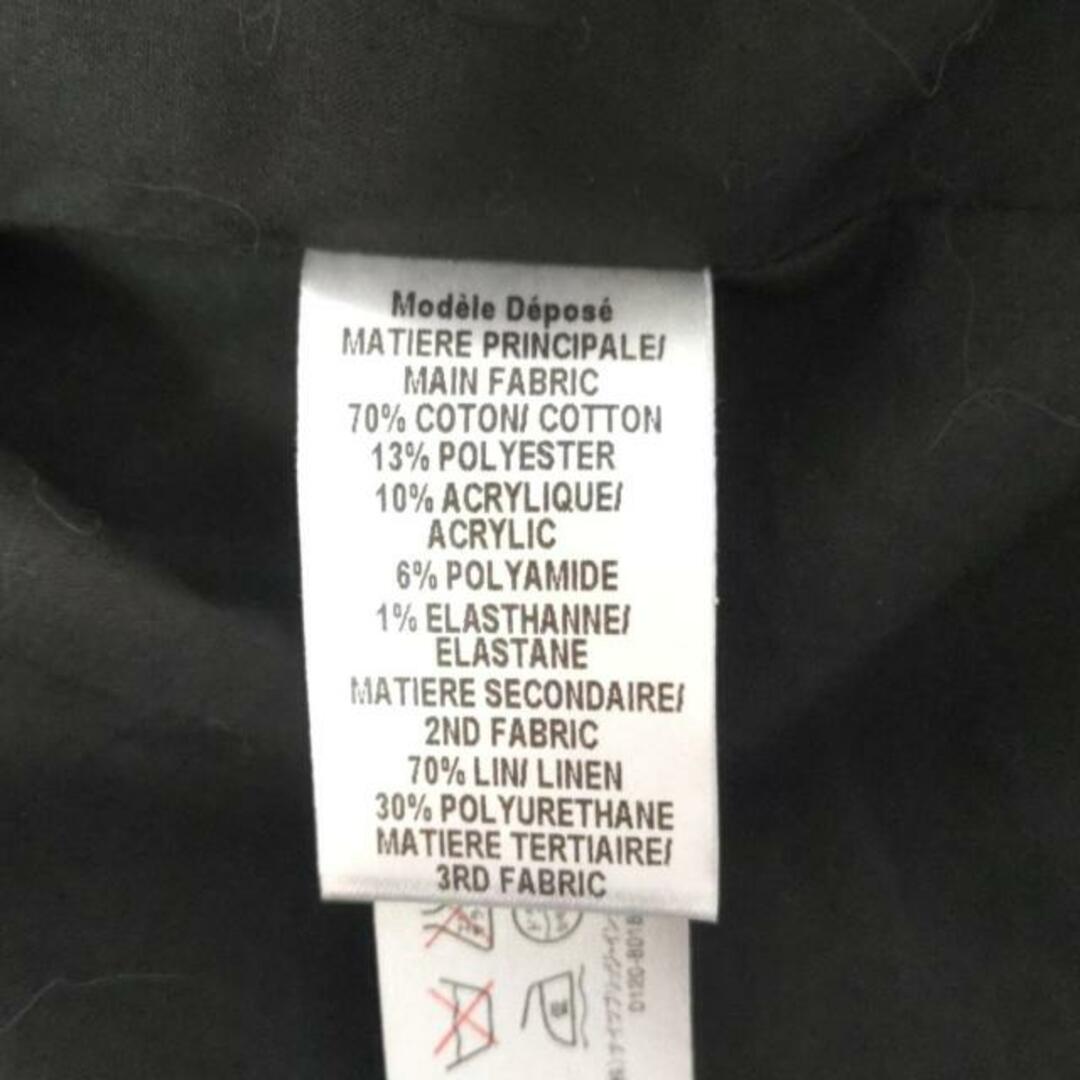 Modèle Déposé
MATIERE PRINCIPALE/
MAIN FABRIC
70% COTON/ COTTON
13% POLYESTER
10% ACRYLIQUE/
ACRYLIC
6% POLYAMIDE
1% ELASTHANNE/
ELASTANE
MATIERE SECONDAIRE/
2ND FABRIC
70% LIN/ LINEN
30% POLYURETHANE
MATIERE TERTIAIRE/
3RD FABRIC